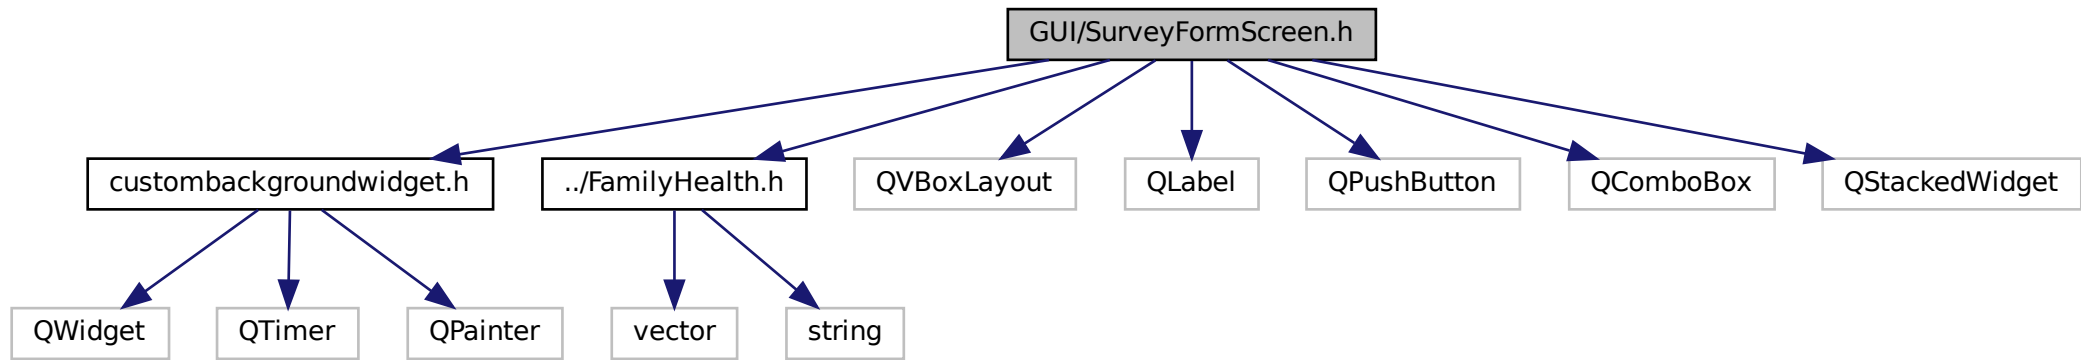 GUI/SurveyFormScreen.h
custombackgroundwidget.h
../FamilyHealth.h
QVBoxLayout
QLabel
QPushButton
QComboBox
QStackedWidget
QWidget
QTimer
QPainter
vector
string